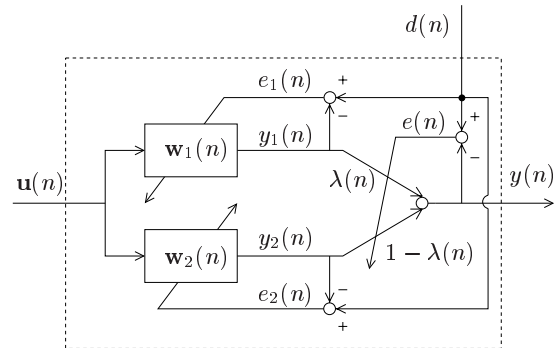 d(n)
e₁(n)
+
−
+
e(n)
w₁(n)
y₁(n)
−
λ(n)
u(n)
y(n)
y₂(n)
1 − λ(n)
w₂(n)
e₂(n)
−
+